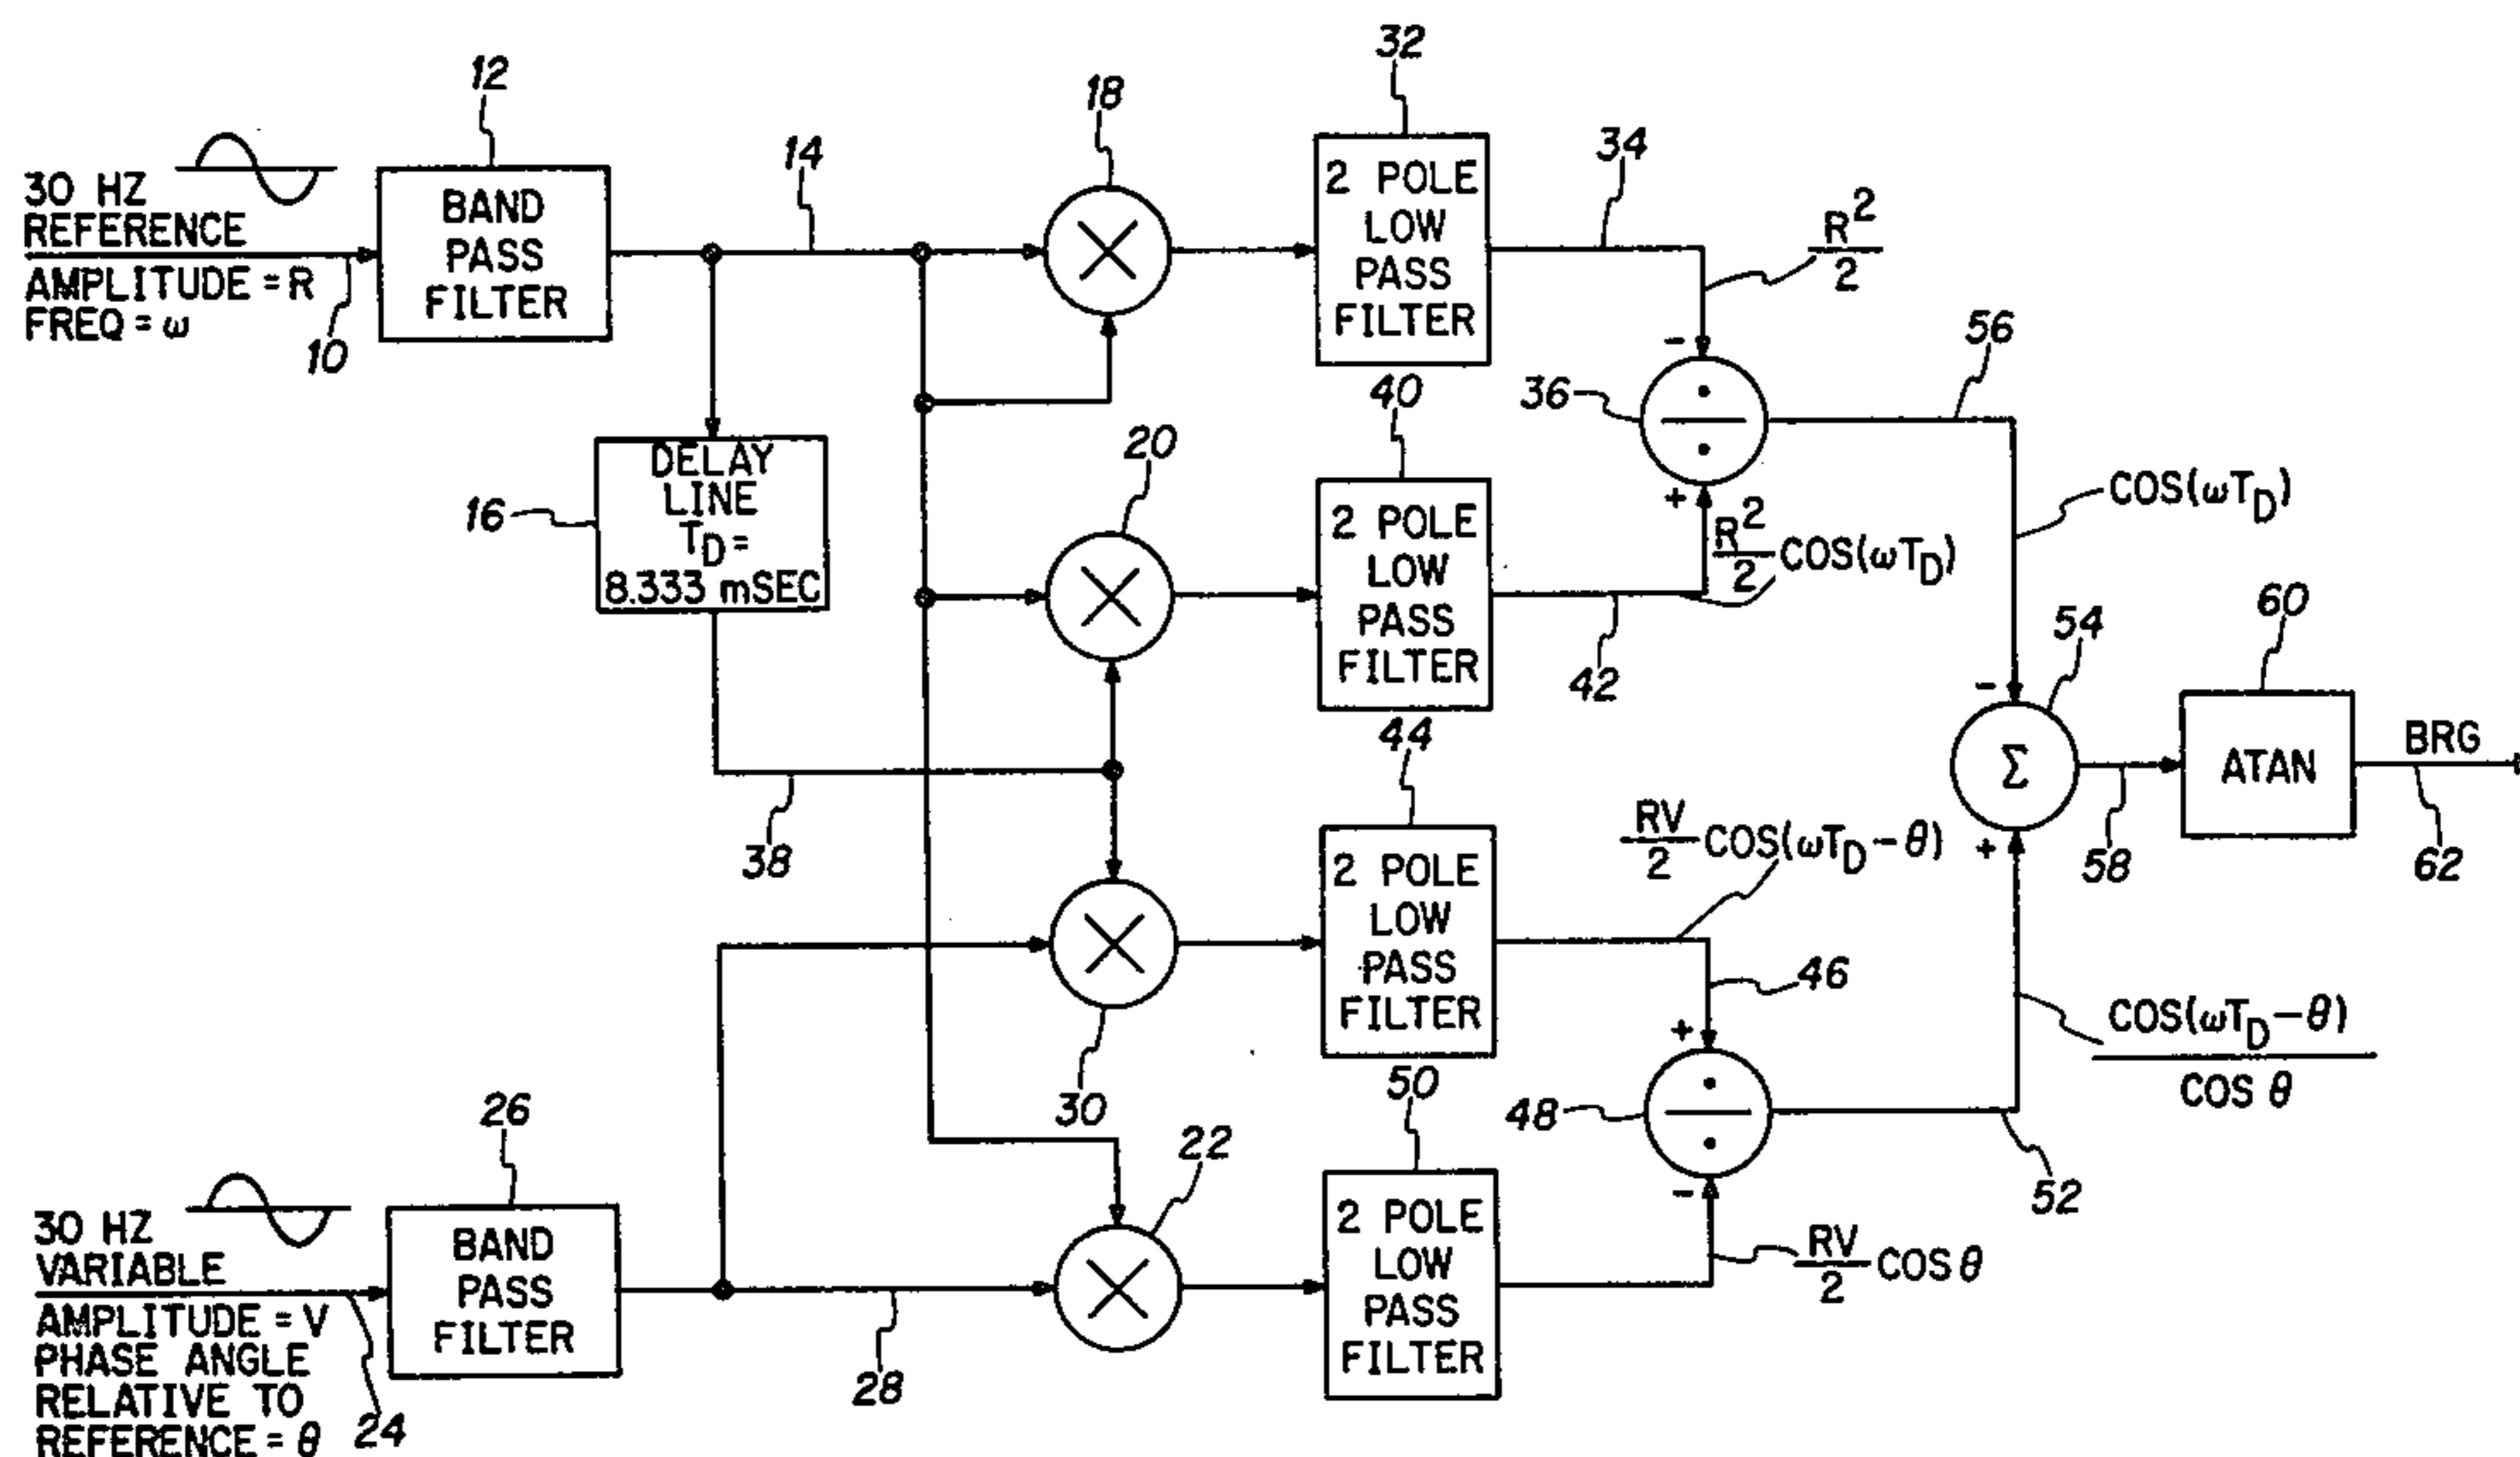 12
30 HZ
REFERENCE
AMPLITUDE = R
FREQ = ω
10
BAND
PASS
FILTER
14
18
32
2 POLE
LOW
PASS
FILTER
34
R²
2
16
DELAY
LINE
T_D =
8.333 mSEC
20
40
2 POLE
LOW
PASS
FILTER
36
-
+
56
R²/2 COS(ωT_D)
42
COS(ωT_D)
38
44
2 POLE
LOW
PASS
FILTER
RV/2 COS(ωT_D-θ)
46
-
Σ
+
54
58
60
ATAN
BRG
62
30
26
30 HZ
VARIABLE
AMPLITUDE = V
PHASE ANGLE
RELATIVE TO
REFERENCE = θ
24
BAND
PASS
FILTER
28
22
50
2 POLE
LOW
PASS
FILTER
48
+
-
RV/2 COS θ
COS(ωT_D-θ)
COS θ
52